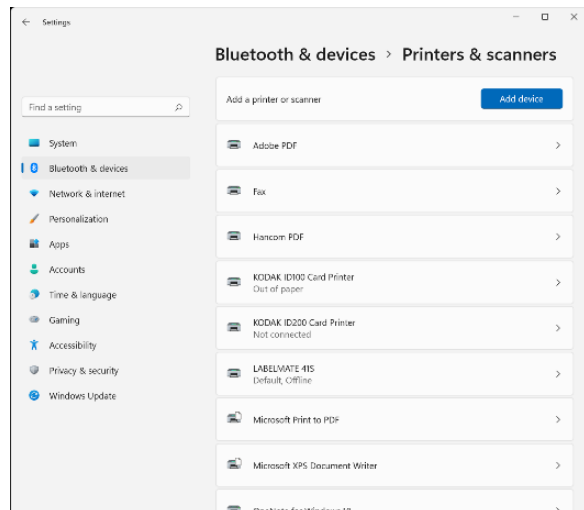 Settings
Bluetooth & devices > Printers & scanners
Find a setting
System
Bluetooth & devices
Network & internet
Personalization
Apps
Accounts
Time & language
Gaming
Accessibility
Privacy & security
Windows Update
Add a printer or scanner
Add device
Adobe PDF
Fax
Hancom PDF
KODAK ID100 Card Printer
Out of paper
KODAK ID200 Card Printer
Not connected
LABELMATE 415
Default, Offline
Microsoft Print to PDF
Microsoft XPS Document Writer